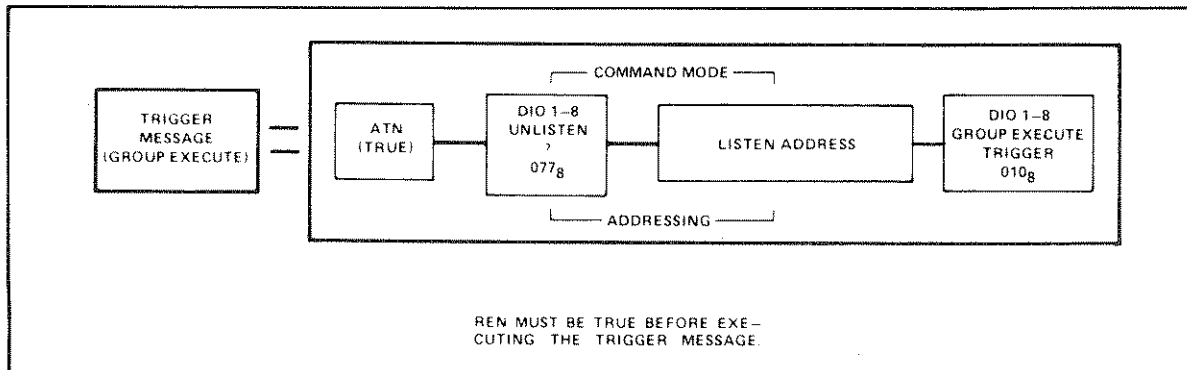 COMMAND MODE
TRIGGER
MESSAGE
(GROUP EXECUTE)
=
ATN
(TRUE)
DIO 1-8
UNLISTEN
?
077₈
LISTEN ADDRESS
DIO 1-8
GROUP EXECUTE
TRIGGER
010₈
ADDRESSING
REN MUST BE TRUE BEFORE EXE-
CUTING THE TRIGGER MESSAGE.